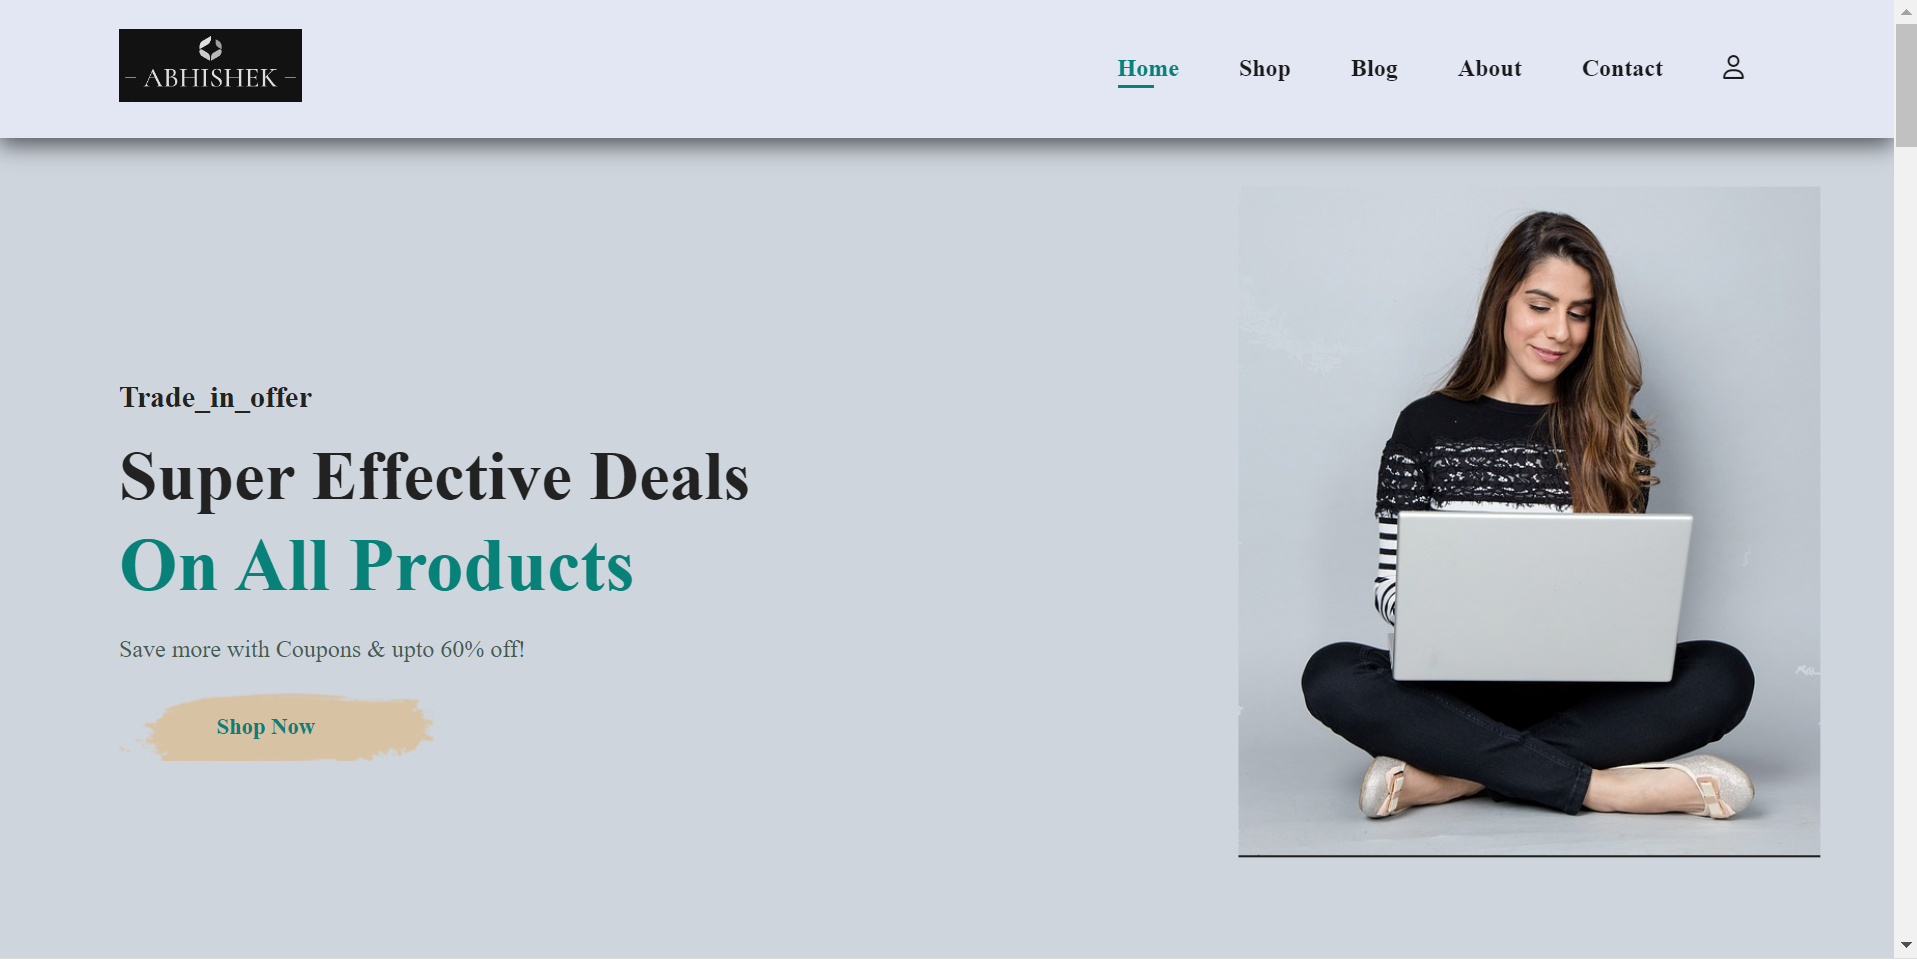 – ABHISHEK –
Home Shop Blog About Contact
Trade_in_offer
Super Effective Deals
On All Products
Save more with Coupons & upto 60% off!
Shop Now